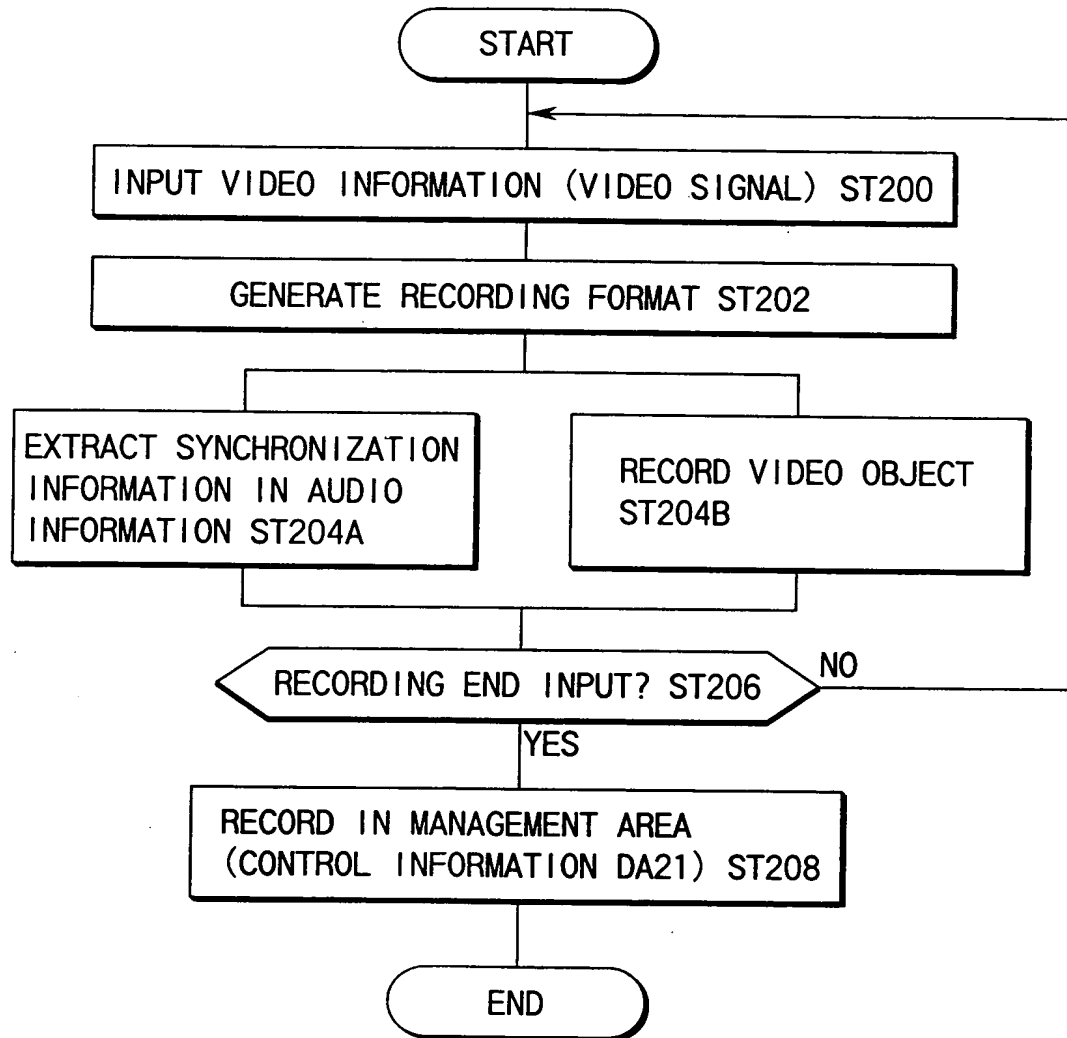 START
INPUT VIDEO INFORMATION (VIDEO SIGNAL) ST200
GENERATE RECORDING FORMAT ST202
EXTRACT SYNCHRONIZATION
INFORMATION IN AUDIO
INFORMATION ST204A
RECORD VIDEO OBJECT
ST204B
RECORDING END INPUT? ST206
NO
YES
RECORD IN MANAGEMENT AREA
(CONTROL INFORMATION DA21) ST208
END